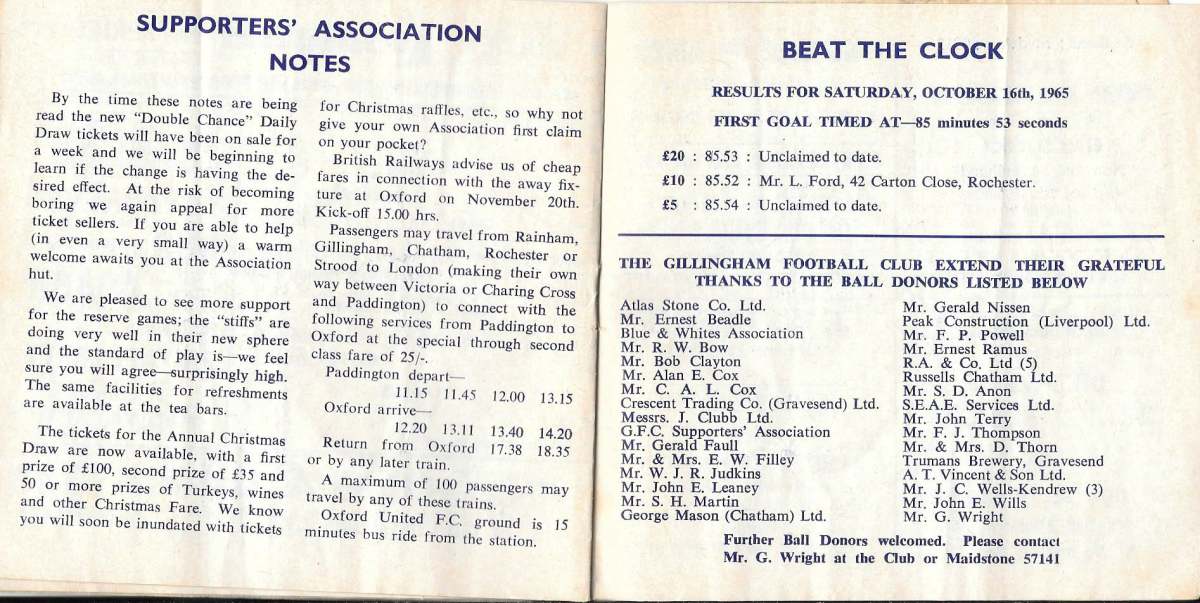 SUPPORTERS' ASSOCIATION
NOTES
By the time these notes are being
read the new "Double Chance" Daily
Draw tickets will have been on sale for
a week and we will be beginning to
learn if the change is having the de-
sired effect. At the risk of becoming
boring we again appeal for more
ticket sellers. If you are able to help
(in even a very small way) a warm
welcome awaits you at the Association
hut.
We are pleased to see more support
for the reserve games; the "stiffs" are
doing very well in their new sphere
and the standard of play is—we feel
sure you will agree—surprisingly high.
The same facilities for refreshments
are available at the tea bars.
The tickets for the Annual Christmas
Draw are now available, with a first
prize of £100, second prize of £35 and
50 or more prizes of Turkeys, wines
and other Christmas Fare. We know
you will soon be inundated with tickets
for Christmas raffles, etc., so why not
give your own Association first claim
on your pocket?
British Railways advise us of cheap
fares in connection with the away fix-
ture at Oxford on November 20th.
Kick-off 15.00 hrs.
Passengers may travel from Rainham,
Gillingham, Chatham, Rochester or
Strood to London (making their own
way between Victoria or Charing Cross
and Paddington) to connect with the
following services from Paddington to
Oxford at the special through second
class fare of 25/-.
Paddington depart—
11.15 11.45 12.00 13.15
Oxford arrive—
12.20 13.11 13.40 14.20
Return from Oxford 17.38 18.35
or by any later train.
A maximum of 100 passengers may
travel by any of these trains.
Oxford United F.C. ground is 15
minutes bus ride from the station.
BEAT THE CLOCK
RESULTS FOR SATURDAY, OCTOBER 16th, 1965
FIRST GOAL TIMED AT—85 minutes 53 seconds
£20 : 85.53 : Unclaimed to date.
£10 : 85.52 : Mr. L. Ford, 42 Carton Close, Rochester.
£5 : 85.54 : Unclaimed to date.
THE GILLINGHAM FOOTBALL CLUB EXTEND THEIR GRATEFUL
THANKS TO THE BALL DONORS LISTED BELOW
Atlas Stone Co. Ltd.
Mr. Ernest Beadle
Blue & Whites Association
Mr. R. W. Bow
Mr. Bob Clayton
Mr. Alan E. Cox
Mr. C. A. L. Cox
Crescent Trading Co. (Gravesend) Ltd.
Messrs. J. Clubb Ltd.
G.F.C. Supporters' Association
Mr. Gerald Faull
Mr. & Mrs. E. W. Filley
Mr. W. J. R. Judkins
Mr. John E. Leaney
Mr. S. H. Martin
George Mason (Chatham) Ltd.
Mr. Gerald Nissen
Peak Construction (Liverpool) Ltd.
Mr. F. P. Powell
Mr. Ernest Ramus
R.A. & Co. Ltd (5)
Russells Chatham Ltd.
Mr. S. D. Anon
S.E.A.E. Services Ltd.
Mr. John Terry
Mr. F. J. Thompson
Mr. & Mrs. D. Thorn
Trumans Brewery, Gravesend
A. T. Vincent & Son Ltd.
Mr. J. C. Wells-Kendrew (3)
Mr. John E. Wills
Mr. G. Wright
Further Ball Donors welcomed. Please contact
Mr. G. Wright at the Club or Maidstone 57141